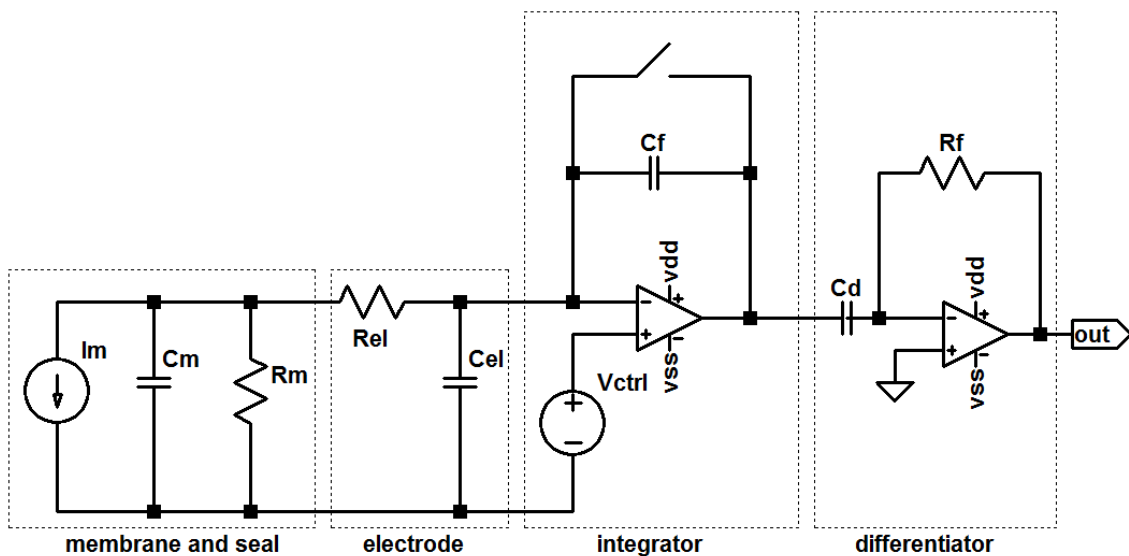 Cf
Rf
vdd
vdd
Cd
Rel
Im
Cm
Rm
Cel
Vctrl
vss
vss
out
membrane and seal
electrode
integrator
differentiator